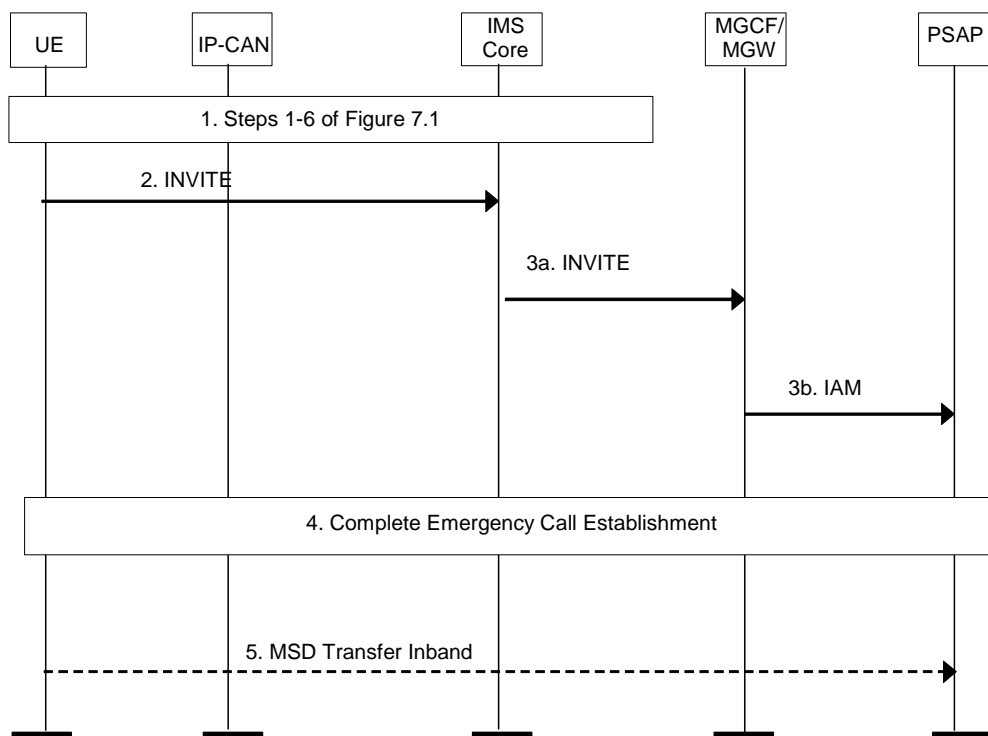 UE
IP-CAN
IMS
Core
MGCF/
MGW
PSAP
1. Steps 1-6 of Figure 7.1
2. INVITE
3a. INVITE
3b. IAM
4. Complete Emergency Call Establishment
5. MSD Transfer Inband